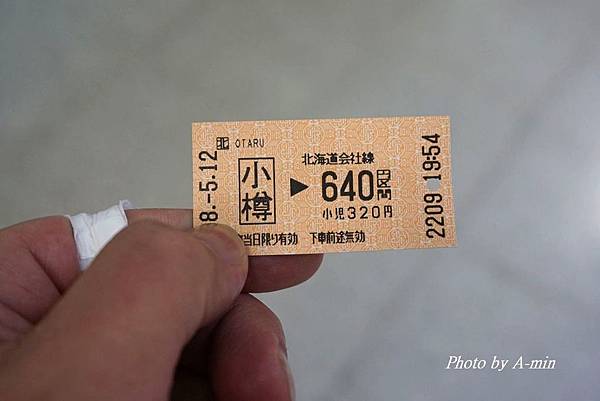 北 OTARU
北海道会社線
小樽 ▶ 640円区間
小児320円
8.-5.12
当日限り有効 下車前途無効
2209 19:54
Photo by A-min